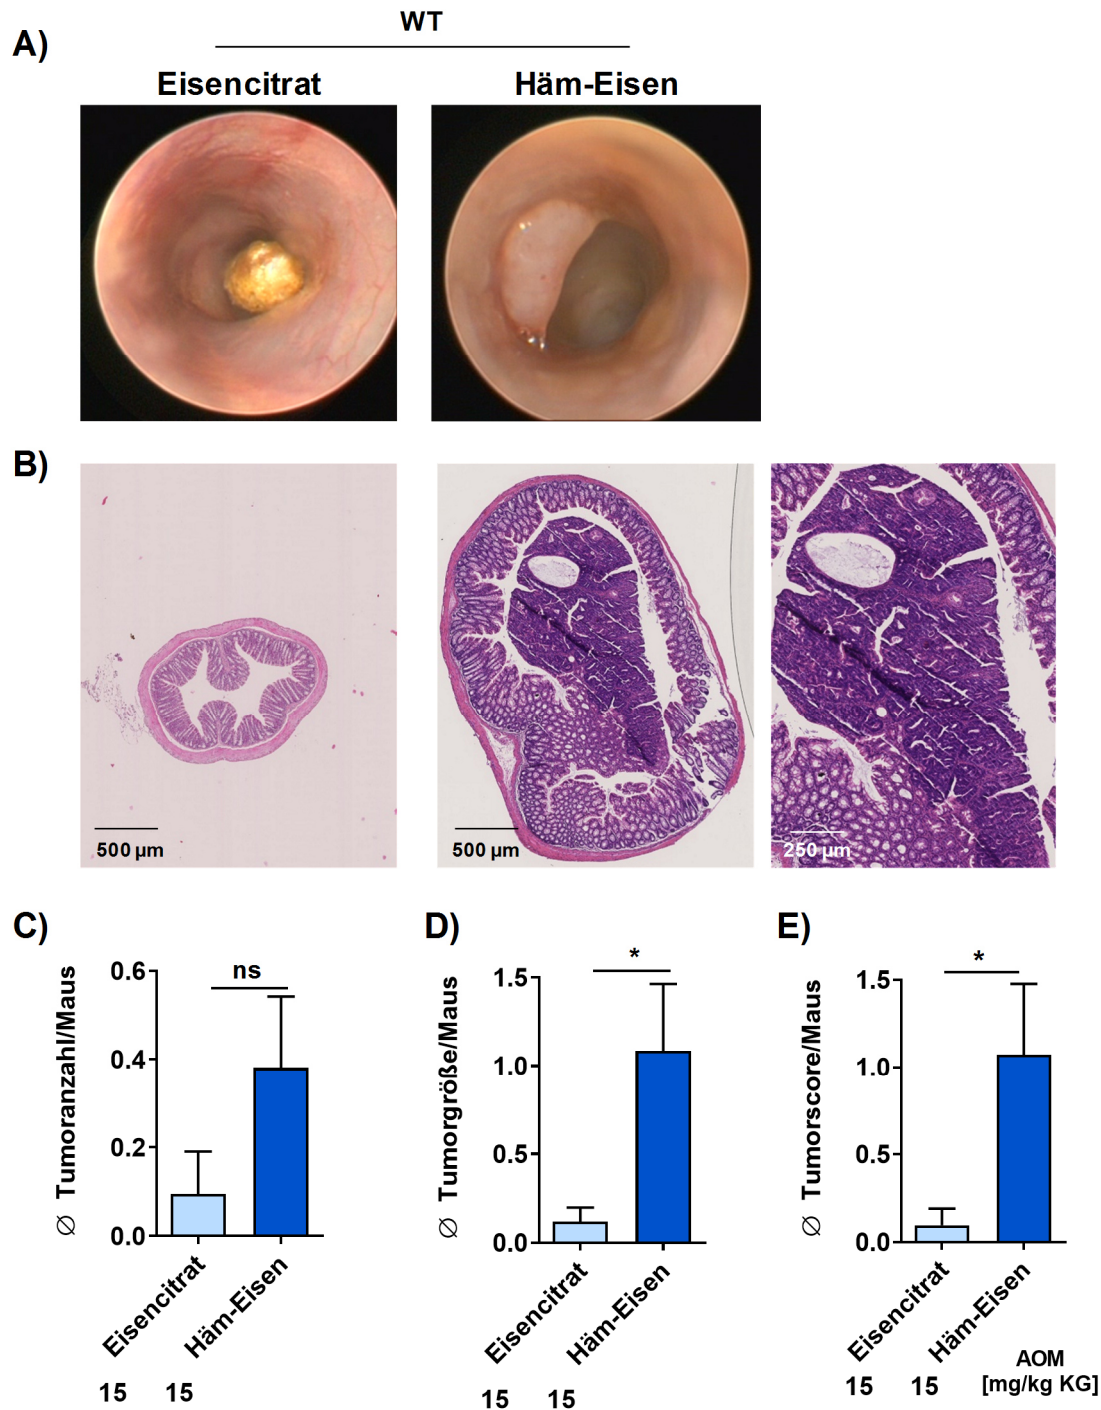 A)
WT
Eisencitrat Häm-Eisen
B)
500 µm 500 µm 250 µm
C)
Ø Tumoranzahl/Maus
0.6
0.4
0.2
0.0
ns
Eisencitrat
Häm-Eisen
15 15
D)
Ø Tumorgröße/Maus
1.5
1.0
0.5
0.0
*
Eisencitrat
Häm-Eisen
15 15
E)
Ø Tumorscore/Maus
1.5
1.0
0.5
0.0
*
Eisencitrat
Häm-Eisen
15 15
AOM
[mg/kg KG]